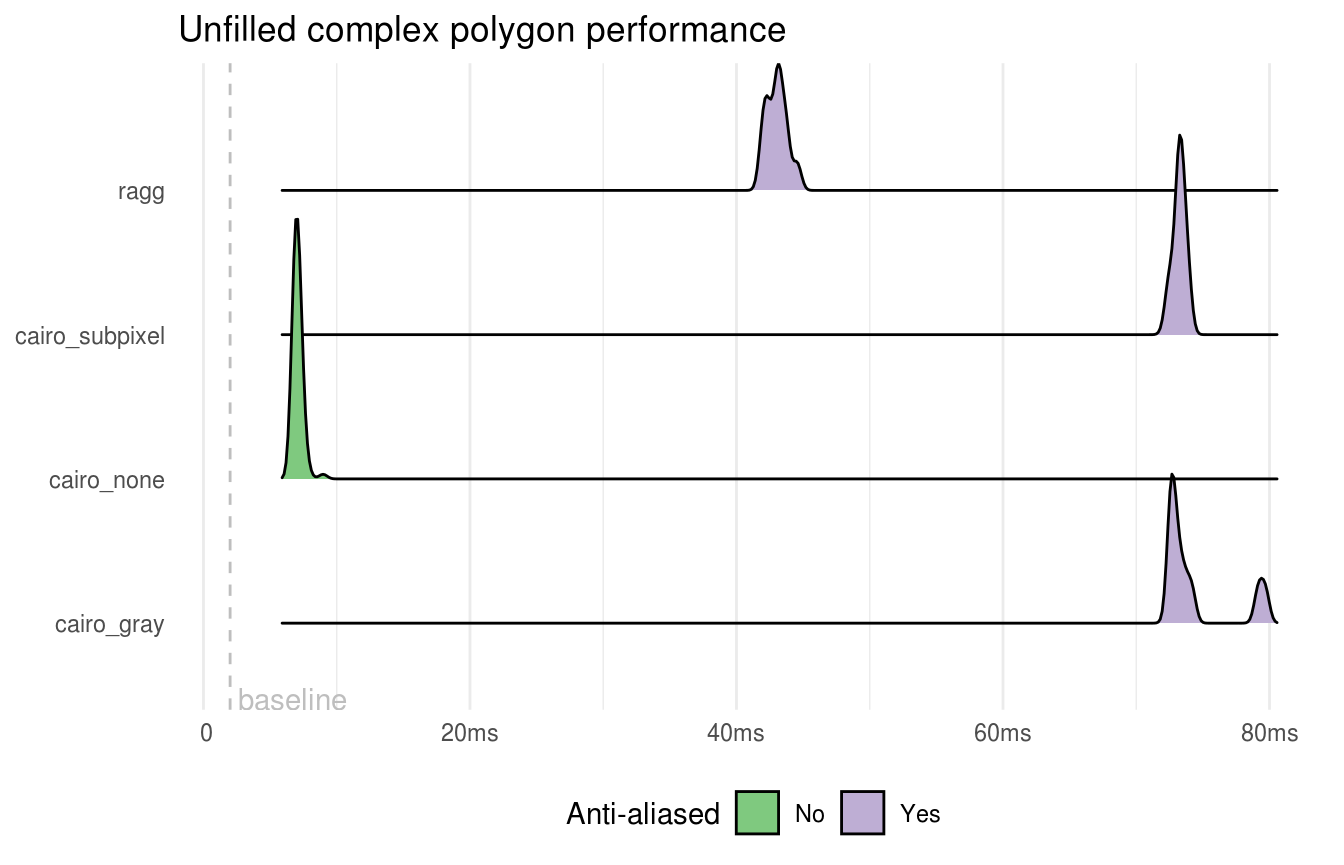 Unfilled complex polygon performance
ragg
cairo_subpixel
cairo_none
cairo_gray
baseline
0 20ms 40ms 60ms 80ms
Anti-aliased No Yes